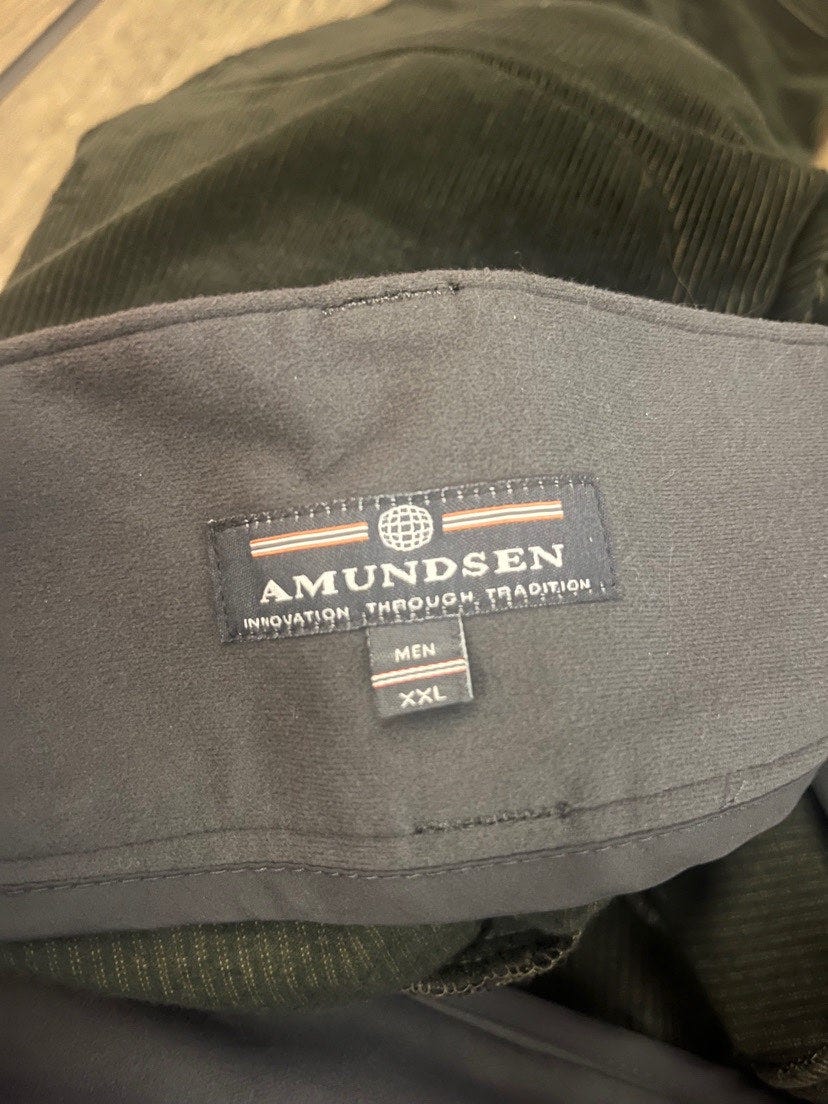 AMUNDSEN
INNOVATION THROUGH TRADITION
MEN
XXL